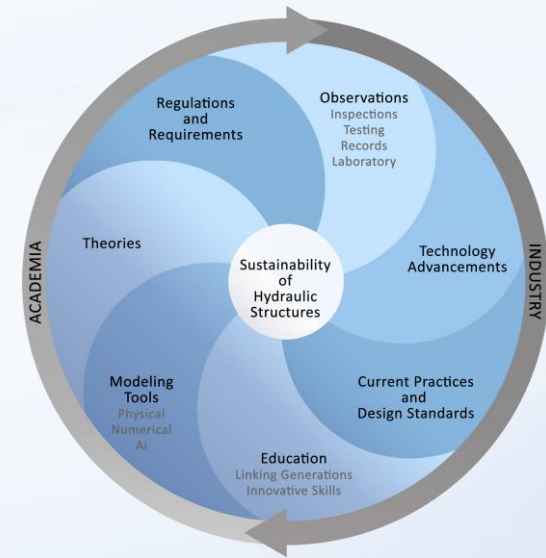 Regulations
and
Requirements
Observations
Inspections
Testing
Records
Laboratory
Theories
Technology
Advancements
Sustainability
of
Hydraulic
Structures
ACADEMIA
INDUSTRY
Modeling
Tools
Physical
Numerical
Ai
Current Practices
and
Design Standards
Education
Linking Generations
Innovative Skills